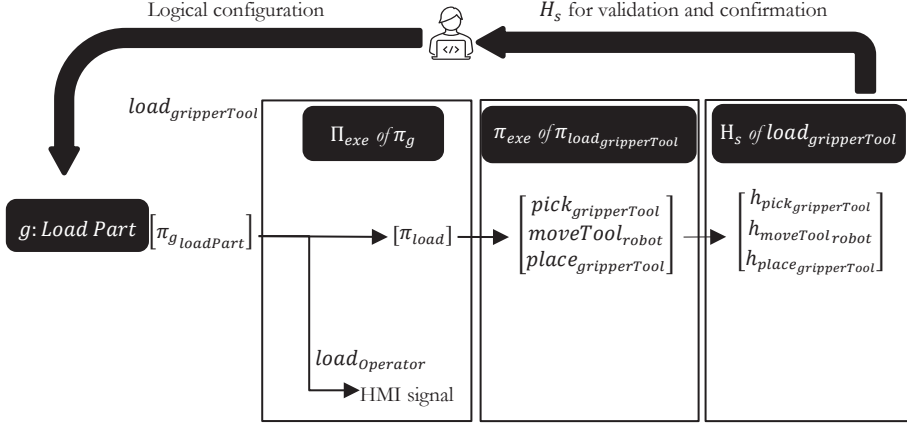 Logical configuration
H_s for validation and confirmation
</>
load_gripperTool
Π_exe of π_g
π_exe of π_load_gripperTool
H_s of load_gripperTool
g: Load Part
[π_g_loadPart]
[π_load]
[pick_gripperTool
moveTool_robot
place_gripperTool]
[h_pick_gripperTool
h_moveTool_robot
h_place_gripperTool]
load_Operator
HMI signal